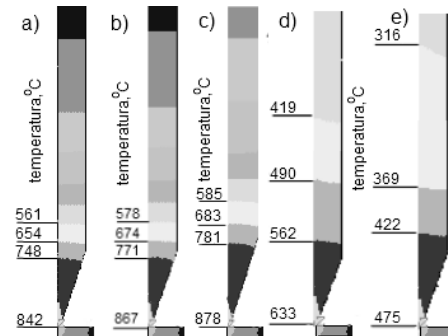 a)
temperatura,°C
561
654
748
842
b)
temperatura,°C
578
674
771
867
c)
temperatura,°C
585
683
781
878
d)
temperatura,°C
419
490
562
633
e)
temperatura,°C
316
369
422
475